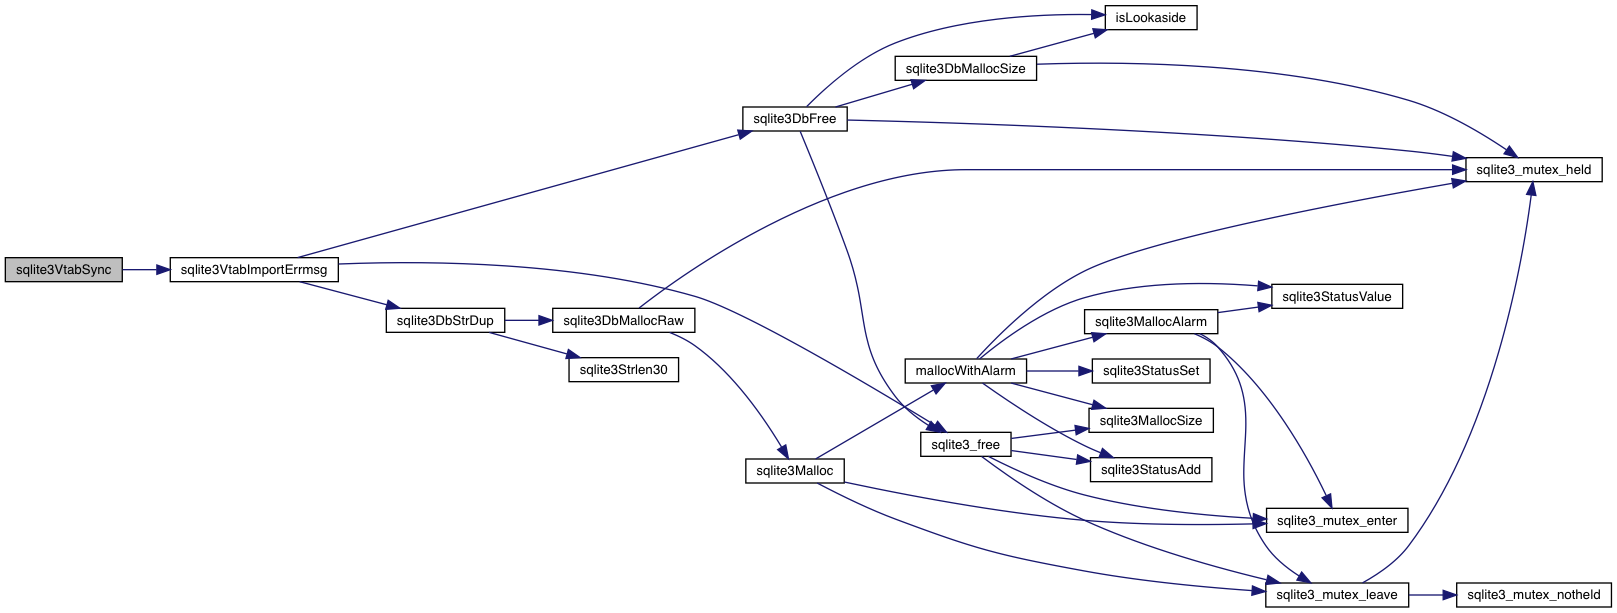 isLookaside
sqlite3DbMallocSize
sqlite3DbFree
sqlite3_mutex_held
sqlite3VtabSync
sqlite3VtabImportErrmsg
sqlite3StatusValue
sqlite3DbStrDup
sqlite3DbMallocRaw
sqlite3MallocAlarm
sqlite3Strlen30
mallocWithAlarm
sqlite3StatusSet
sqlite3MallocSize
sqlite3_free
sqlite3Malloc
sqlite3StatusAdd
sqlite3_mutex_enter
sqlite3_mutex_leave
sqlite3_mutex_notheld